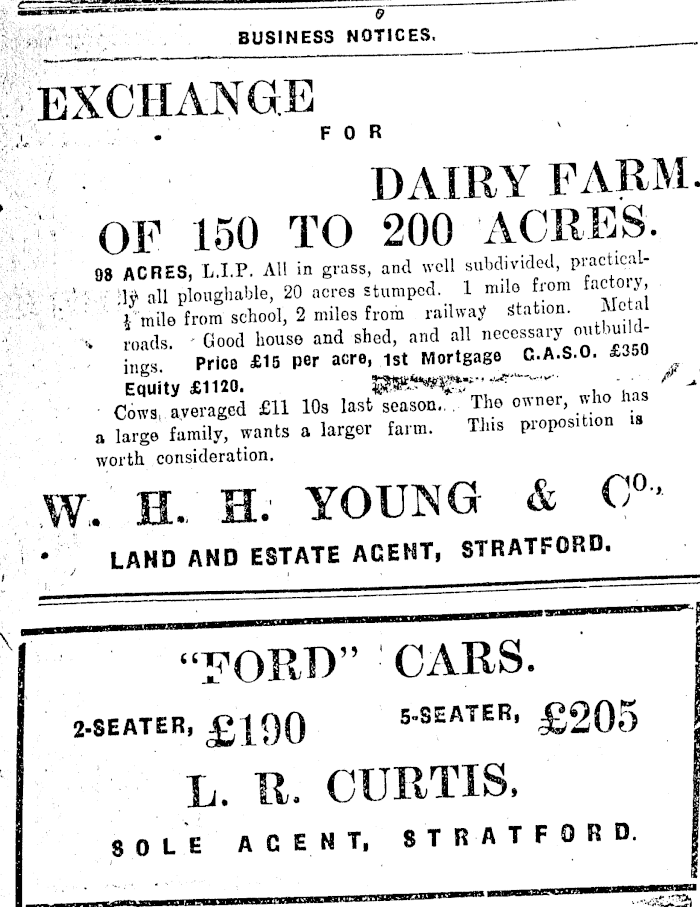 BUSINESS NOTICES.
EXCHANGE
FOR
DAIRY FARM.
OF 150 TO 200 ACRES.
98 ACRES, L.I.P. All in grass, and well subdivided, practical-
ly all ploughable, 20 acres stumped. 1 mile from factory,
½ mile from school, 2 miles from railway station. Metal
roads. Good house and shed, and all necessary outbuild-
ings. Price £15 per acre, 1st Mortgage G.A.S.O. £350
Equity £1120.
Cows averaged £11 10s last season. The owner, who has
a large family, wants a larger farm. This proposition is
worth consideration.
W. H. H. YOUNG & Co.,
LAND AND ESTATE AGENT, STRATFORD.
"FORD" CARS.
2-SEATER, £190 5-SEATER, £205
L. R. CURTIS,
SOLE AGENT, STRATFORD.